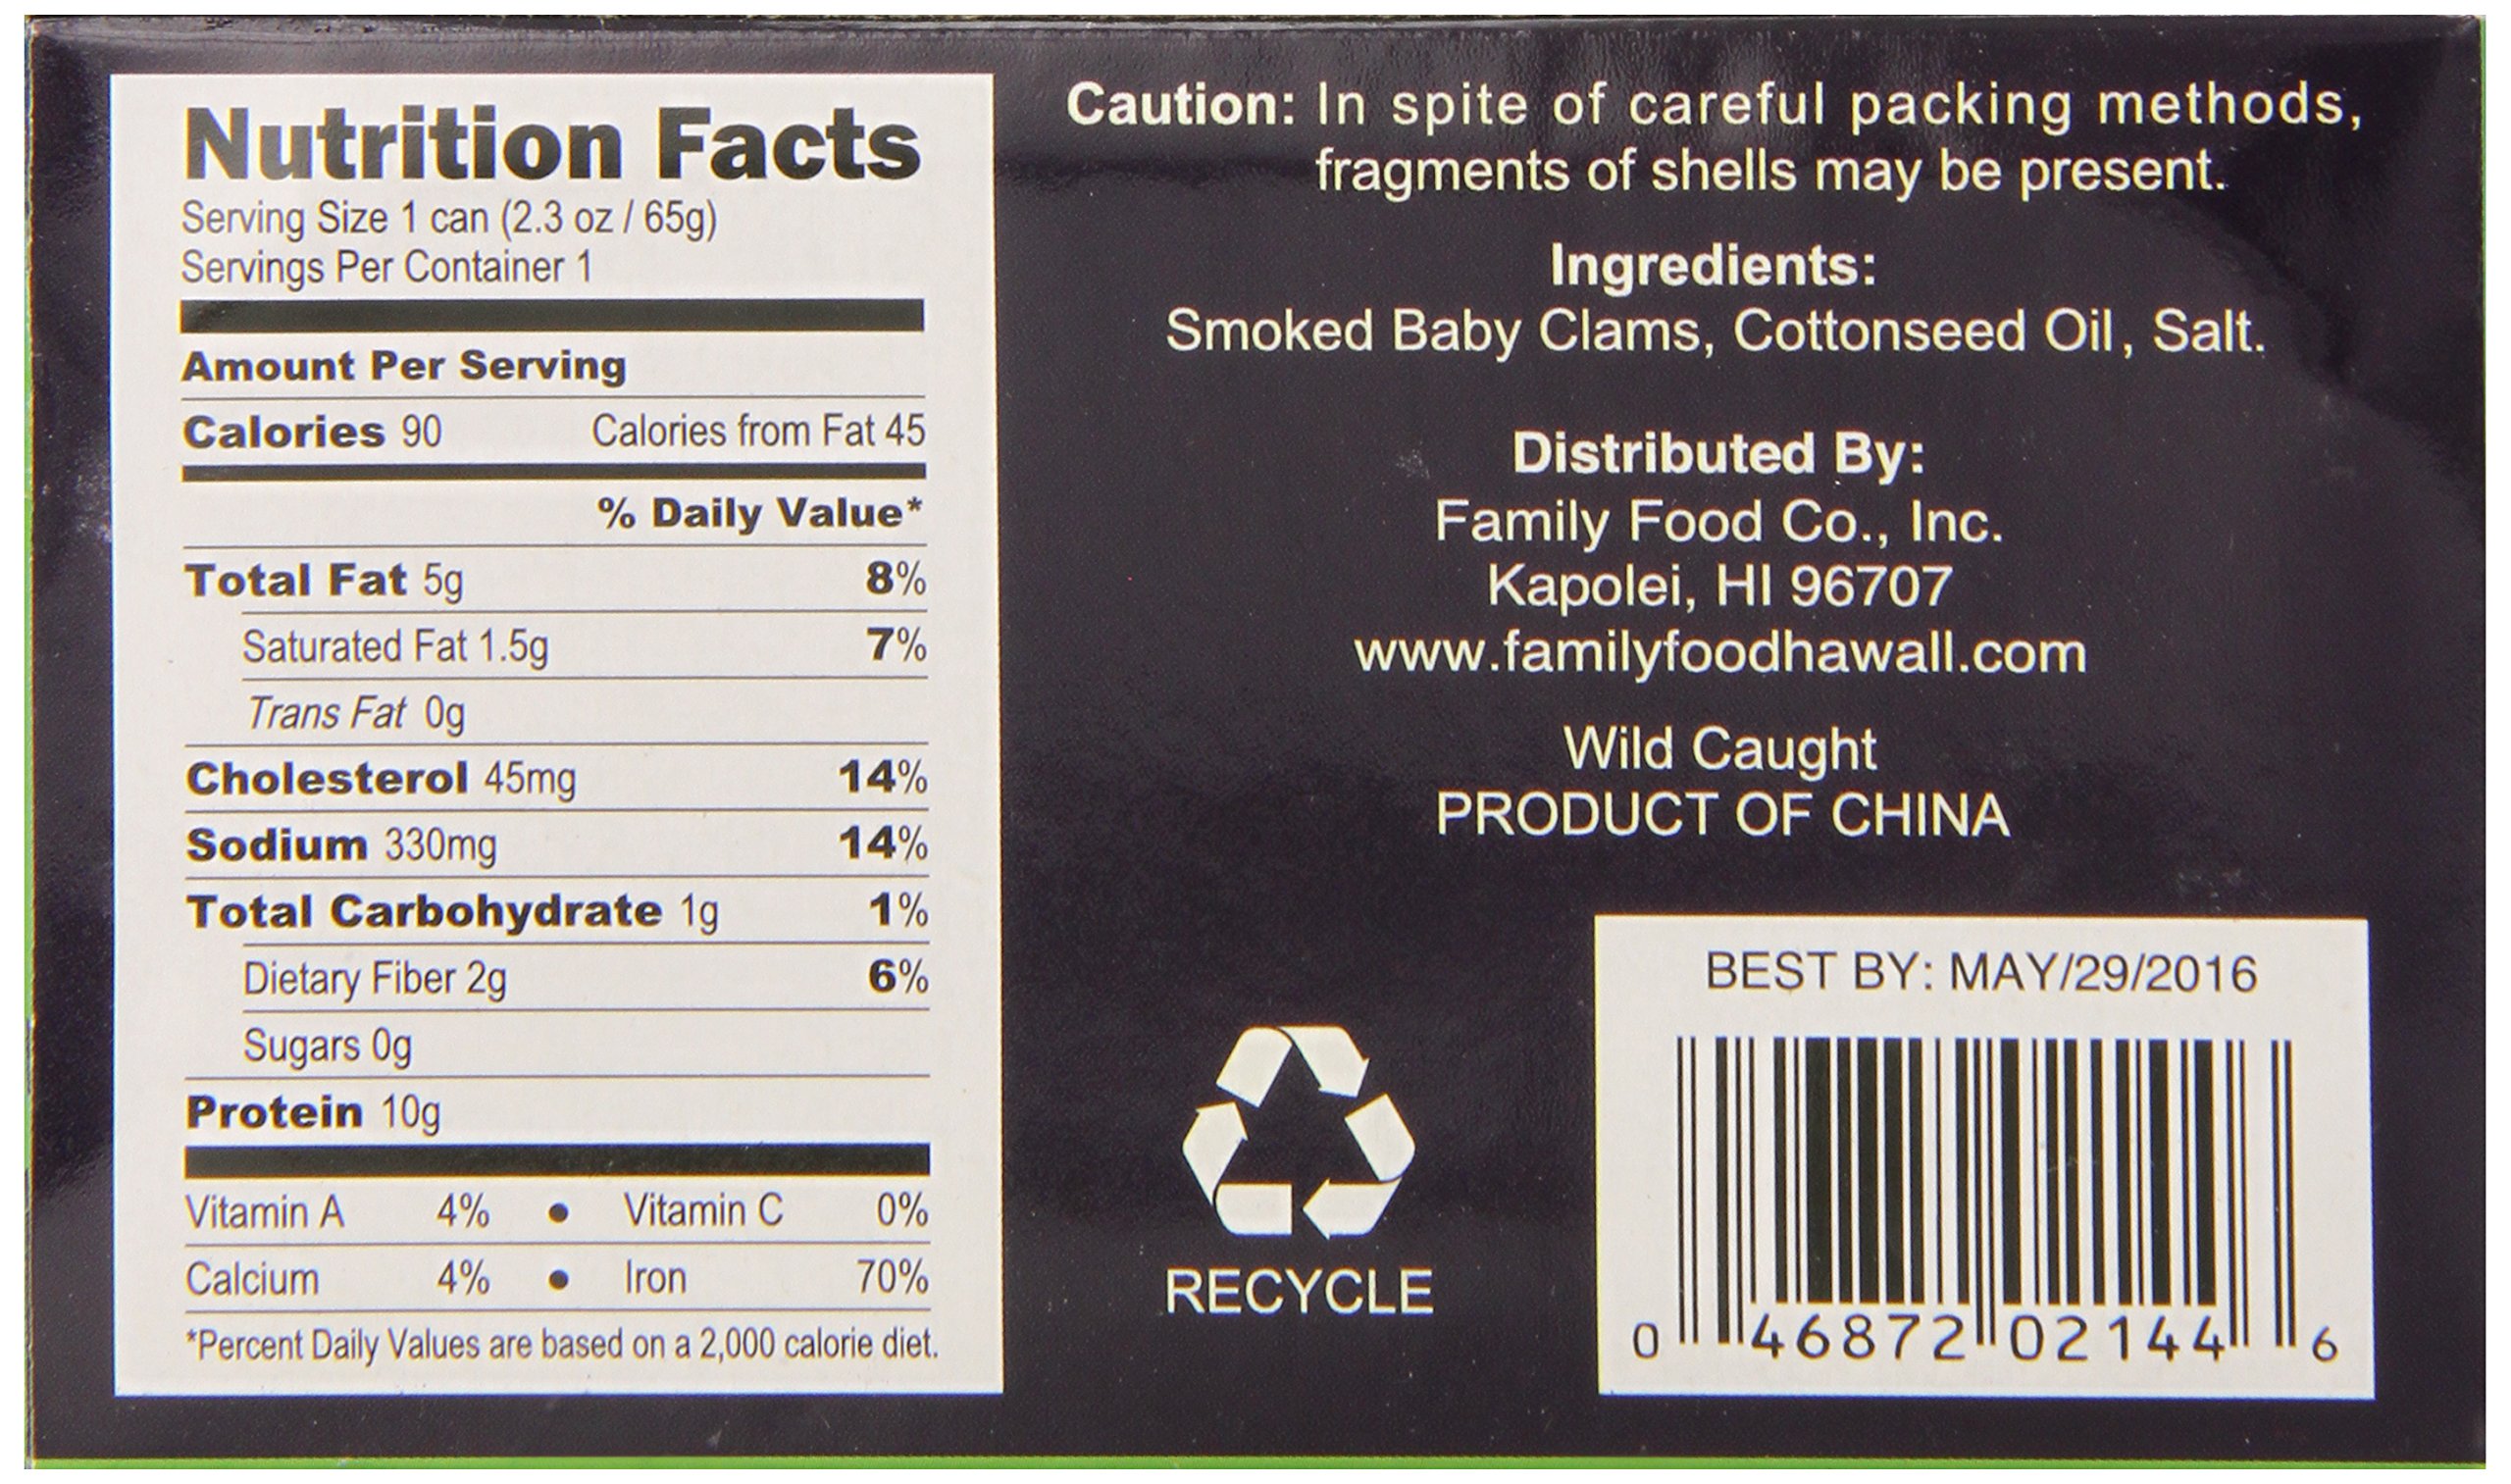 Nutrition Facts
Serving Size 1 can (2.3 oz / 65g)
Servings Per Container 1
Amount Per Serving
Calories 90 Calories from Fat 45
% Daily Value*
Total Fat 5g 8%
Saturated Fat 1.5g 7%
Trans Fat 0g
Cholesterol 45mg 14%
Sodium 330mg 14%
Total Carbohydrate 1g 1%
Dietary Fiber 2g 6%
Sugars 0g
Protein 10g
Vitamin A 4% • Vitamin C 0%
Calcium 4% • Iron 70%
*Percent Daily Values are based on a 2,000 calorie diet.
Caution: In spite of careful packing methods,
fragments of shells may be present.
Ingredients:
Smoked Baby Clams, Cottonseed Oil, Salt.
Distributed By:
Family Food Co., Inc.
Kapolei, HI 96707
www.familyfoodhawall.com
Wild Caught
PRODUCT OF CHINA
RECYCLE
BEST BY: MAY/29/2016
0 46872 02144 6